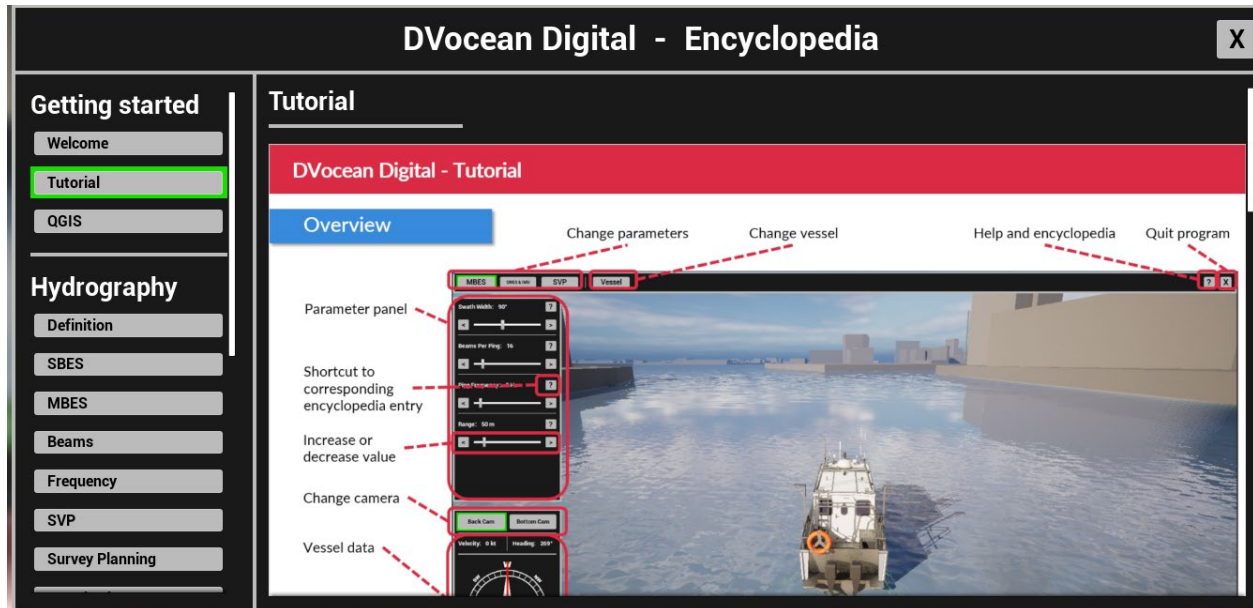 DVocean Digital - Encyclopedia
X
Getting started
Welcome
Tutorial
QGIS
Hydrography
Definition
SBES
MBES
Beams
Frequency
SVP
Survey Planning
Tutorial
DVocean Digital - Tutorial
Overview
Change parameters
Change vessel
Help and encyclopedia
Quit program
MBES
SVP
Vessel
?
X
Parameter panel
Swath Width: 90°
?
<
>
Beams Per Ping: 16
?
<
>
Shortcut to
corresponding
encyclopedia entry
Ping Frequency:
?
<
>
Range: 50 m
?
Increase or
decrease value
<
>
Change camera
Back Cam
Bottom Cam
Vessel data
Velocity: 0 kt
Heading: 269°
W